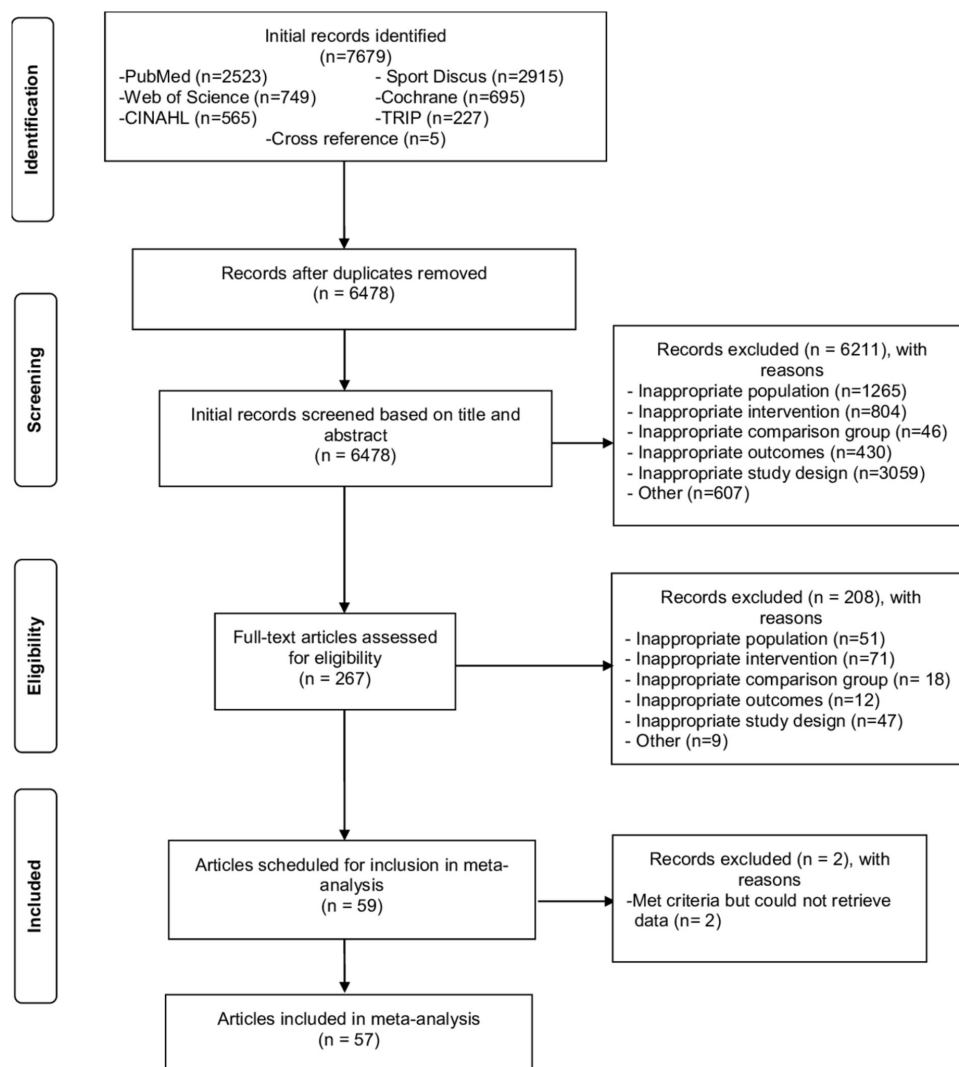 Identification
Initial records identified
(n=7679)
-PubMed (n=2523)
- Sport Discus (n=2915)
-Web of Science (n=749)
-Cochrane (n=695)
-CINAHL (n=565)
-TRIP (n=227)
-Cross reference (n=5)
Records after duplicates removed
(n = 6478)
Screening
Initial records screened based on title and
abstract
(n = 6478)
Records excluded (n = 6211), with
reasons
- Inappropriate population (n=1265)
- Inappropriate intervention (n=804)
- Inappropriate comparison group (n=46)
- Inappropriate outcomes (n=430)
- Inappropriate study design (n=3059)
- Other (n=607)
Eligibility
Full-text articles assessed
for eligibility
(n = 267)
Records excluded (n = 208), with
reasons
- Inappropriate population (n=51)
- Inappropriate intervention (n=71)
- Inappropriate comparison group (n= 18)
- Inappropriate outcomes (n=12)
- Inappropriate study design (n=47)
- Other (n=9)
Included
Articles scheduled for inclusion in meta-
analysis
(n = 59)
Records excluded (n = 2), with
reasons
-Met criteria but could not retrieve
data (n= 2)
Articles included in meta-analysis
(n = 57)